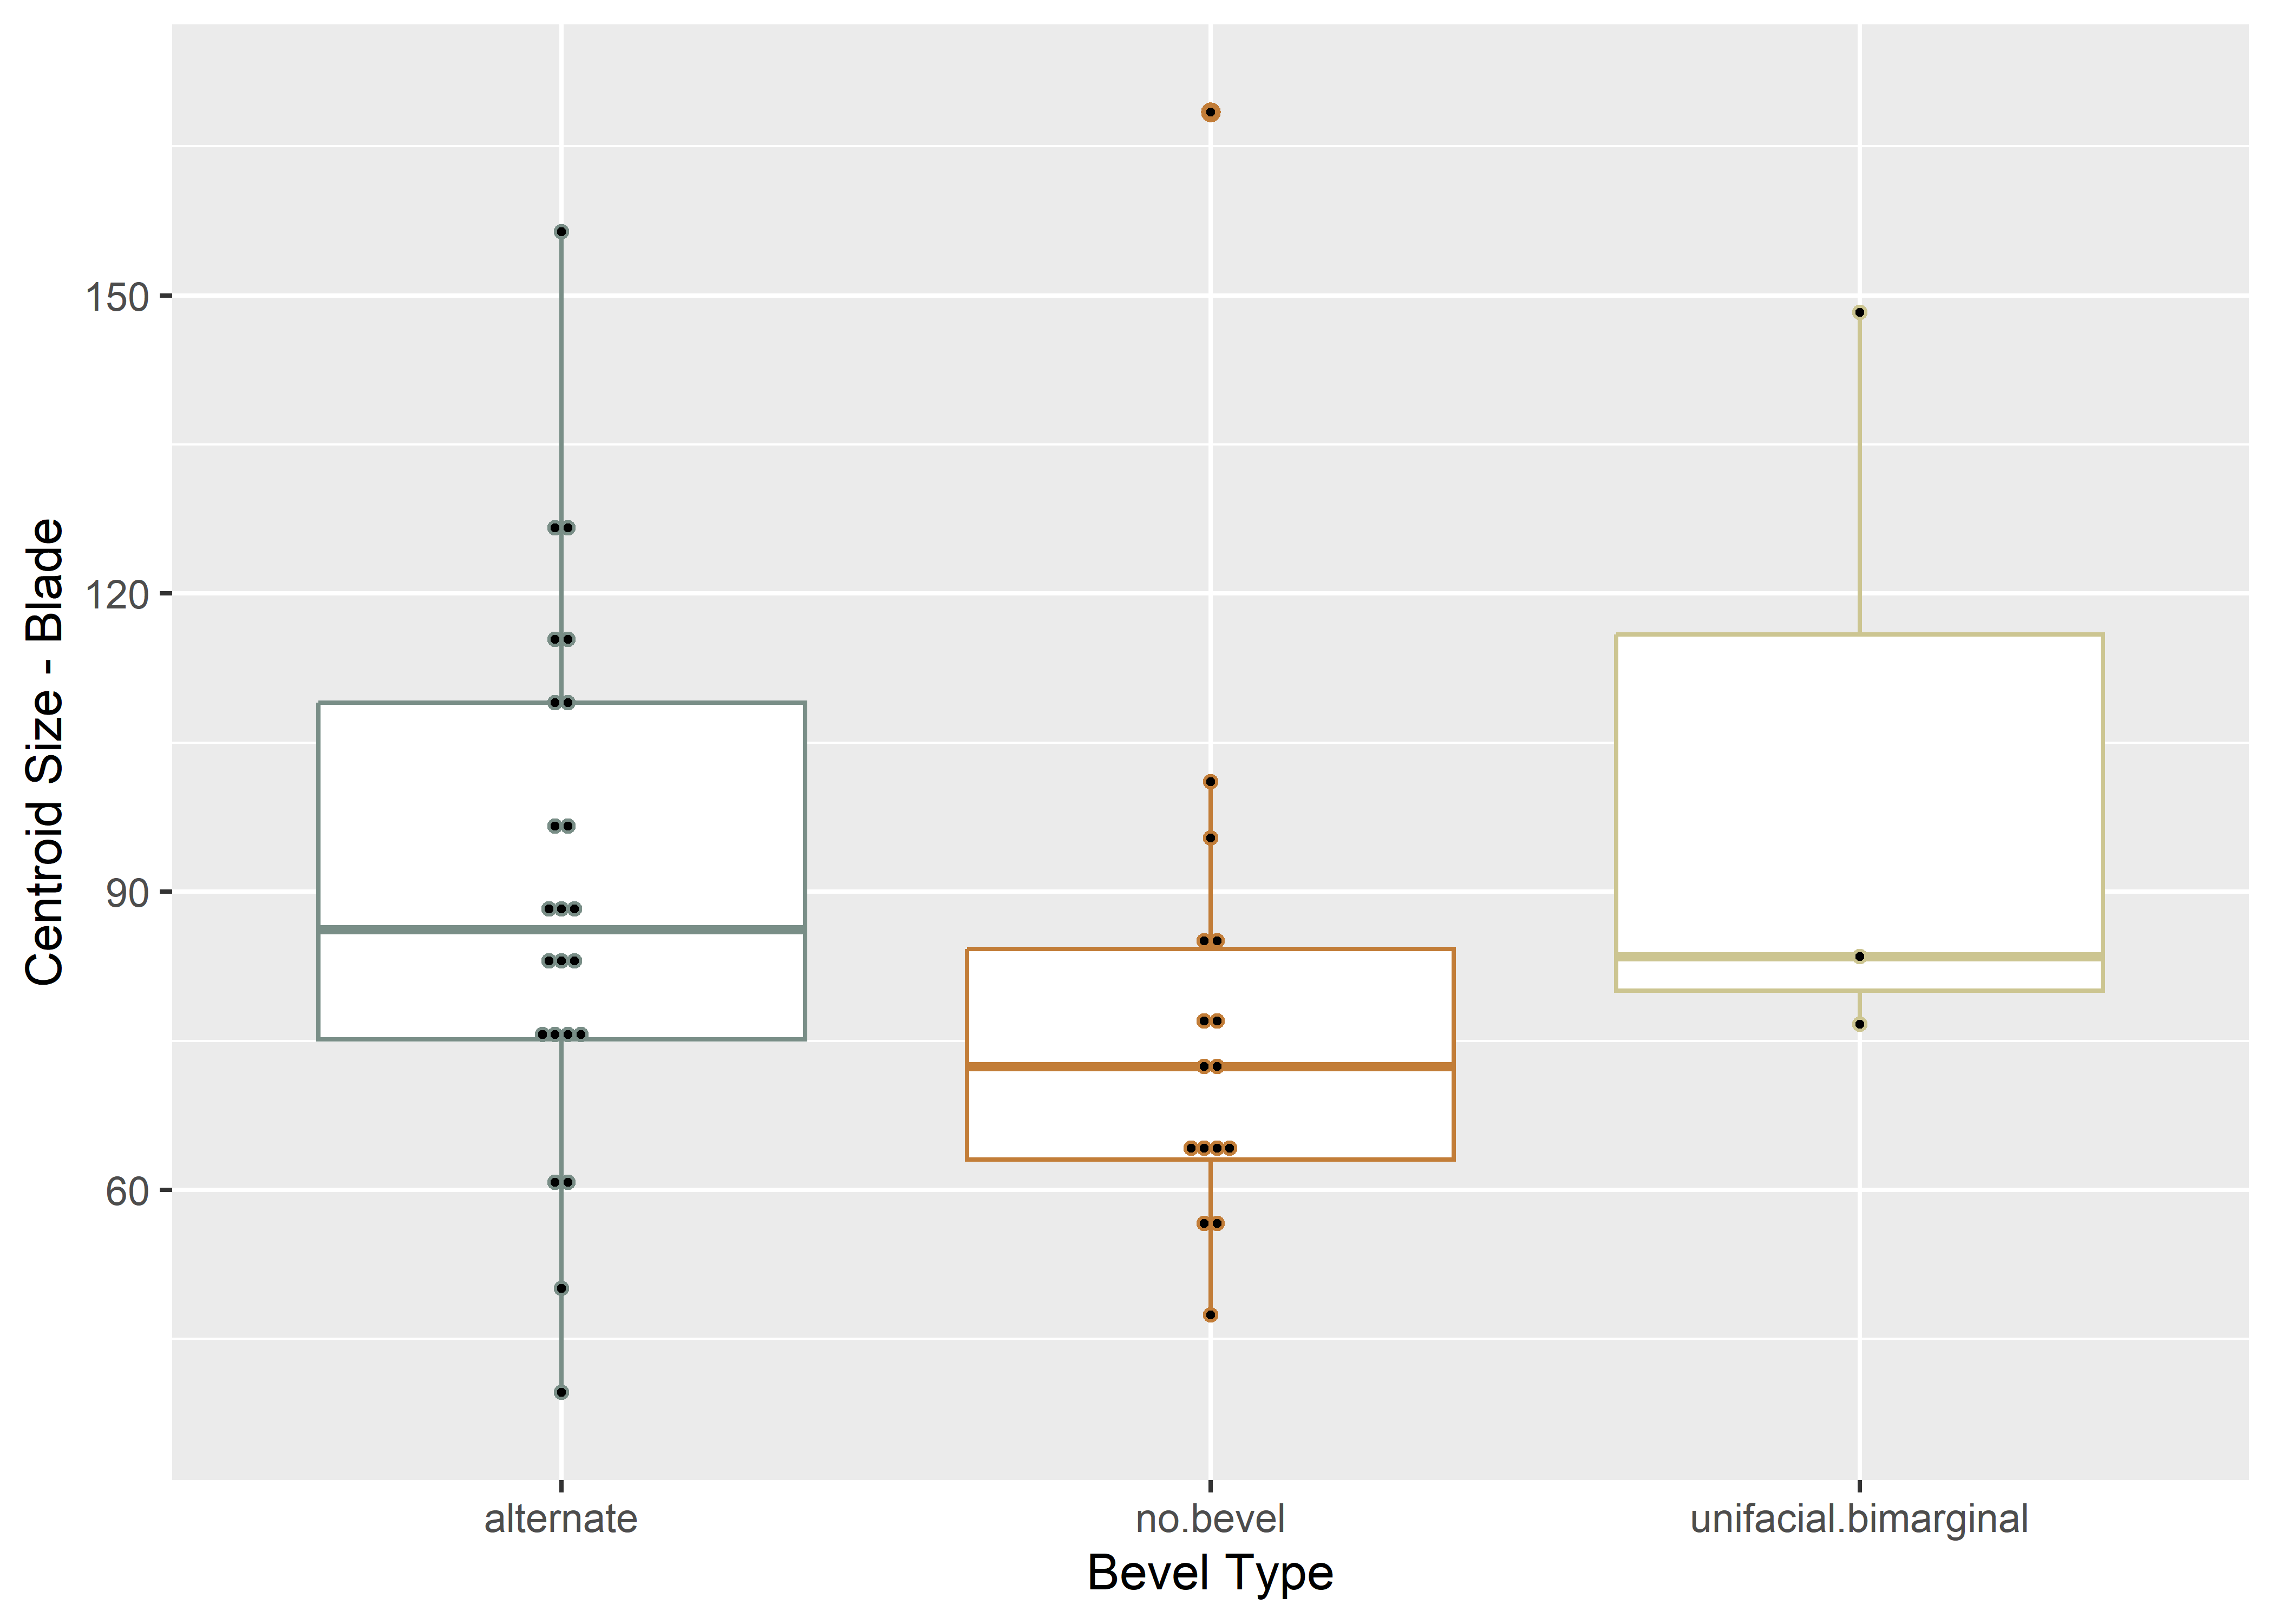 Centroid Size - Blade
150
120
90
60
alternate
no.bevel
unifacial.bimarginal
Bevel Type